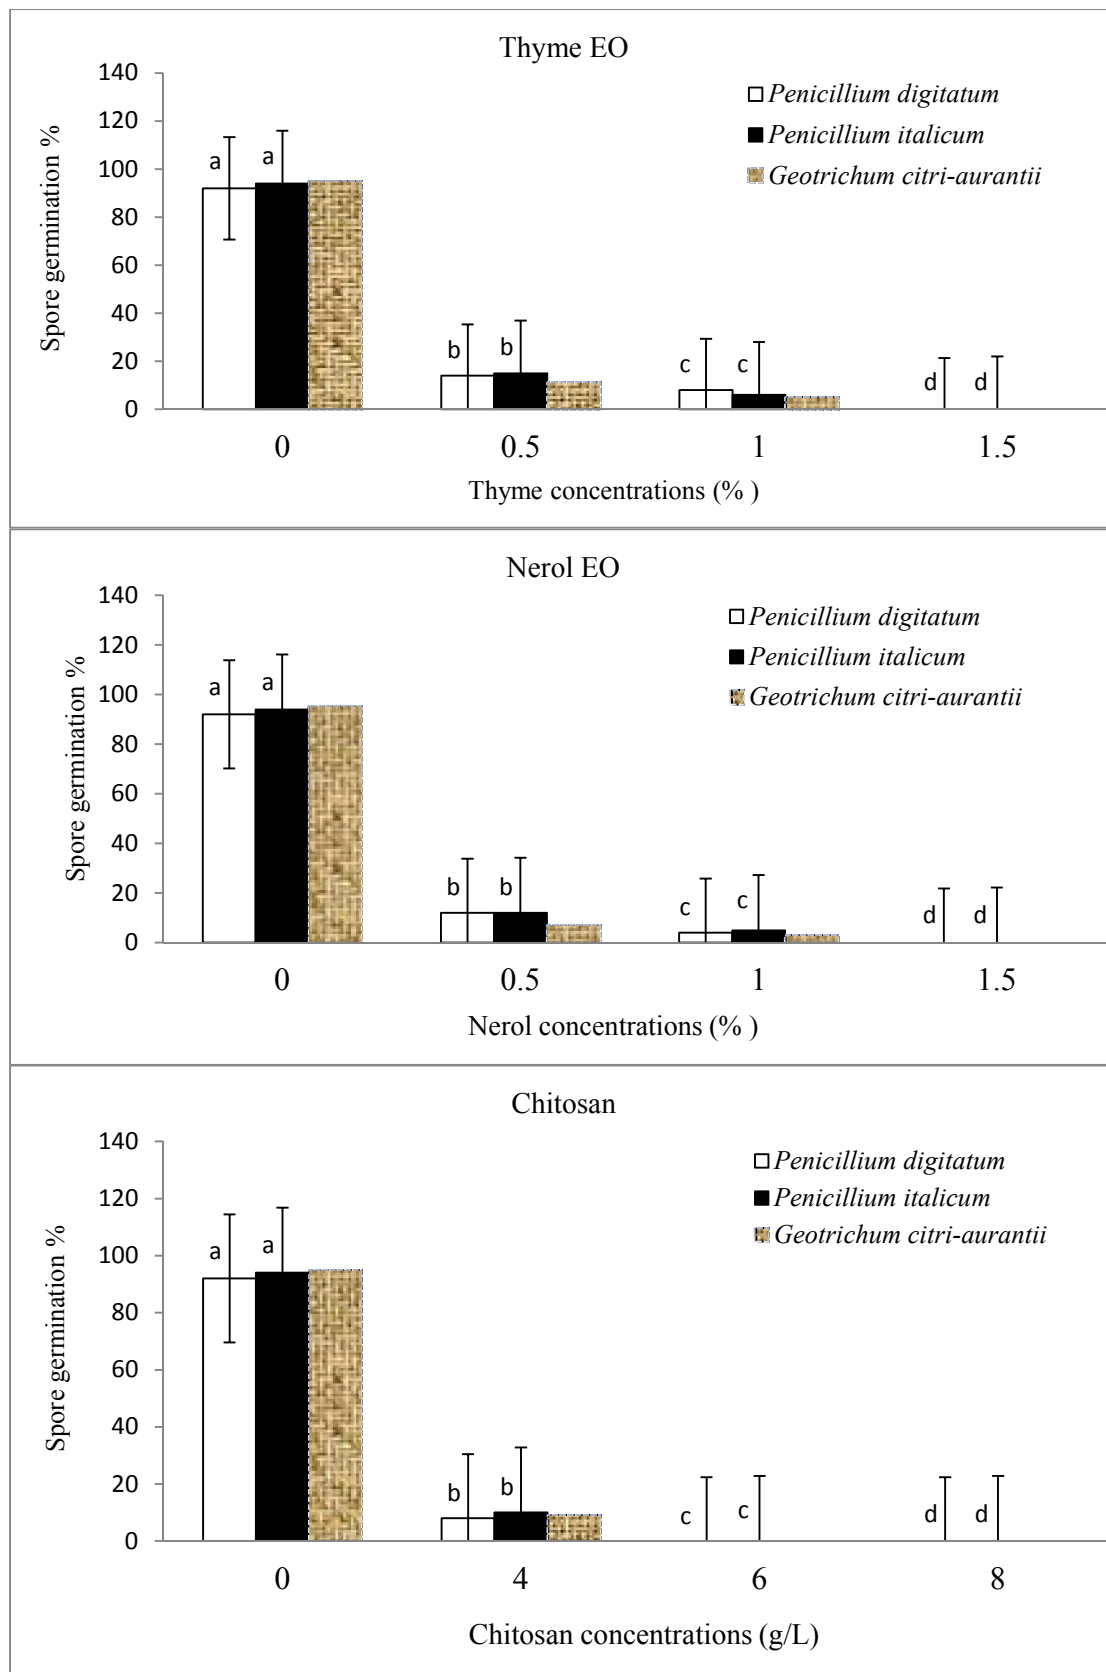 Thyme EO
140
120
100
80
60
40
20
0
Spore germination %
Penicillium digitatum
Penicillium italicum
Geotrichum citri-aurantii
a a
b b
c c
d d
0 0.5 1 1.5
Thyme concentrations (% )
Nerol EO
140
120
100
80
60
40
20
0
Spore germination %
Penicillium digitatum
Penicillium italicum
Geotrichum citri-aurantii
a a
b b
c c
d d
0 0.5 1 1.5
Nerol concentrations (% )
Chitosan
140
120
100
80
60
40
20
0
Spore germination %
Penicillium digitatum
Penicillium italicum
Geotrichum citri-aurantii
a a
b b
c c
d d
0 4 6 8
Chitosan concentrations (g/L)